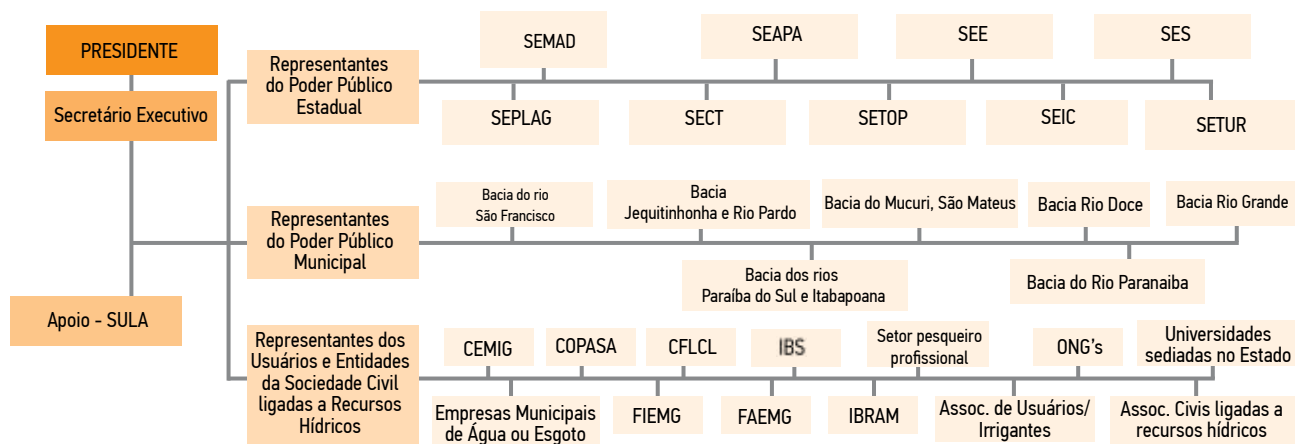 PRESIDENTE
Secretário Executivo
Apoio - SULA
Representantes
do Poder Público
Estadual
SEMAD
SEAPA
SEE
SES
SEPLAG
SECT
SETOP
SEIC
SETUR
Representantes
do Poder Público
Municipal
Bacia do rio
São Francisco
Bacia
Jequitinhonha e Rio Pardo
Bacia do Mucuri, São Mateus
Bacia Rio Doce
Bacia Rio Grande
Bacia dos rios
Paraíba do Sul e Itabapoana
Bacia do Rio Paranaiba
Representantes dos
Usuários e Entidades
da Sociedade Civil
ligadas a Recursos
Hídricos
CEMIG
COPASA
CFLCL
IBS
Setor pesqueiro
profissional
ONG's
Universidades
sediadas no Estado
Empresas Municipais
de Água ou Esgoto
FIEMG
FAEMG
IBRAM
Assoc. de Usuários/
Irrigantes
Assoc. Civis ligadas a
recursos hídricos